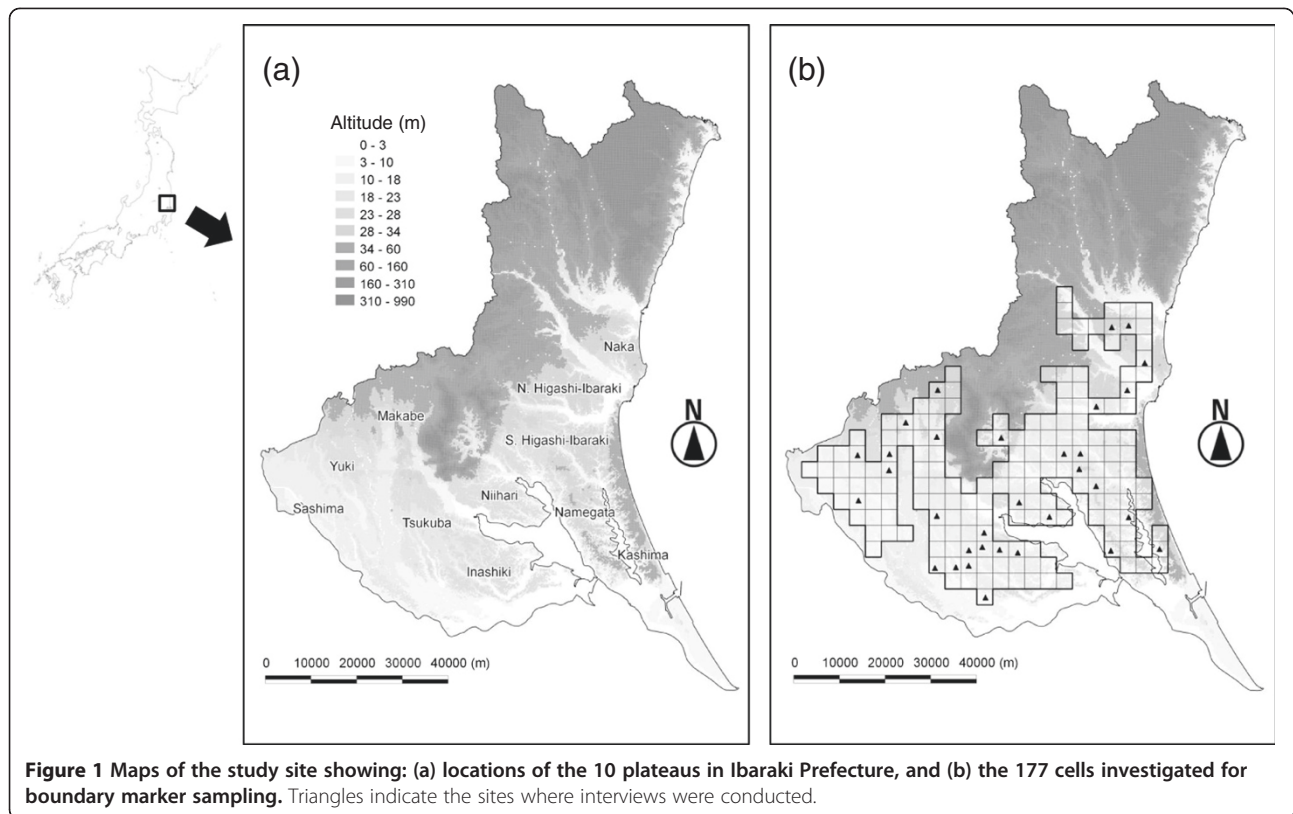 (a)
Altitude (m)
0 - 3
3 - 10
10 - 18
18 - 23
23 - 28
28 - 34
34 - 60
60 - 160
160 - 310
310 - 990
Naka
N. Higashi-Ibaraki
Makabe
S. Higashi-Ibaraki
Yuki
Niihari
Sashima
Namegata
Tsukuba
Kashima
Inashiki
N
0 10000 20000 30000 40000 (m)
(b)
N
0 10000 20000 30000 40000 (m)
Figure 1 Maps of the study site showing: (a) locations of the 10 plateaus in Ibaraki Prefecture, and (b) the 177 cells investigated for
boundary marker sampling. Triangles indicate the sites where interviews were conducted.